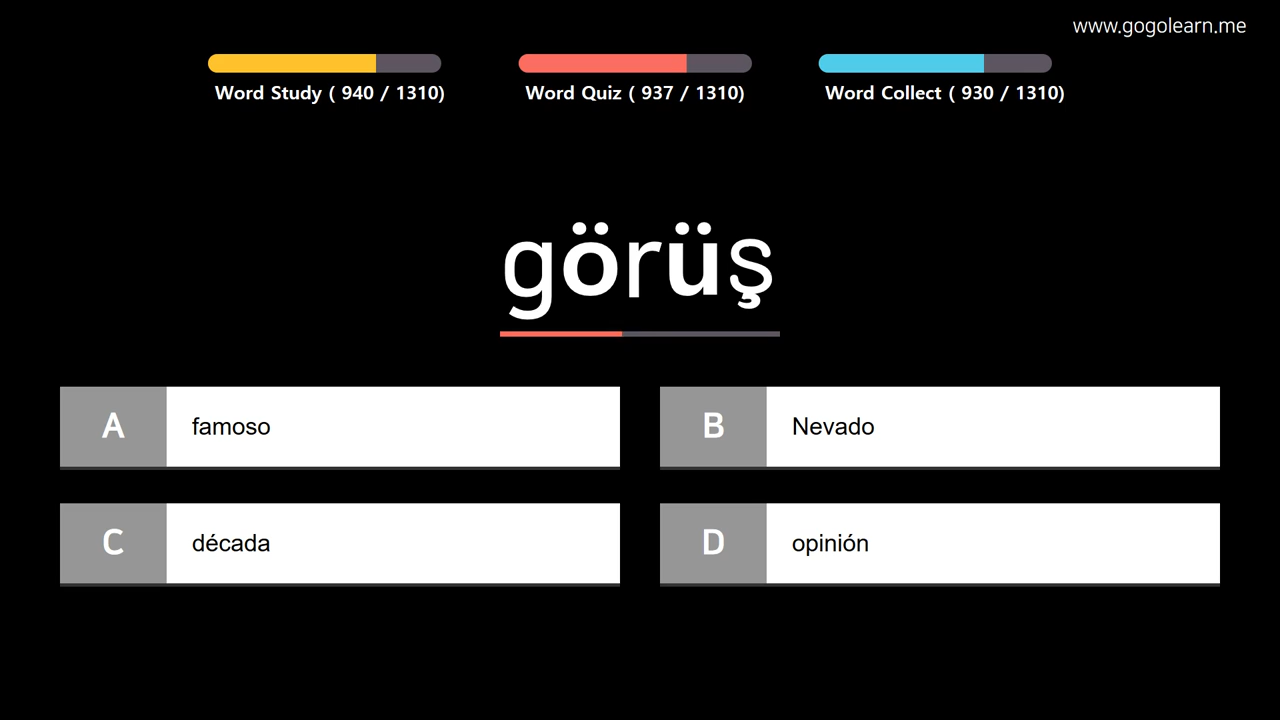 www.gogolearn.me
Word Study ( 940 / 1310)
Word Quiz ( 937 / 1310)
Word Collect ( 930 / 1310)
görüş
A famoso
B Nevado
C década
D opinión